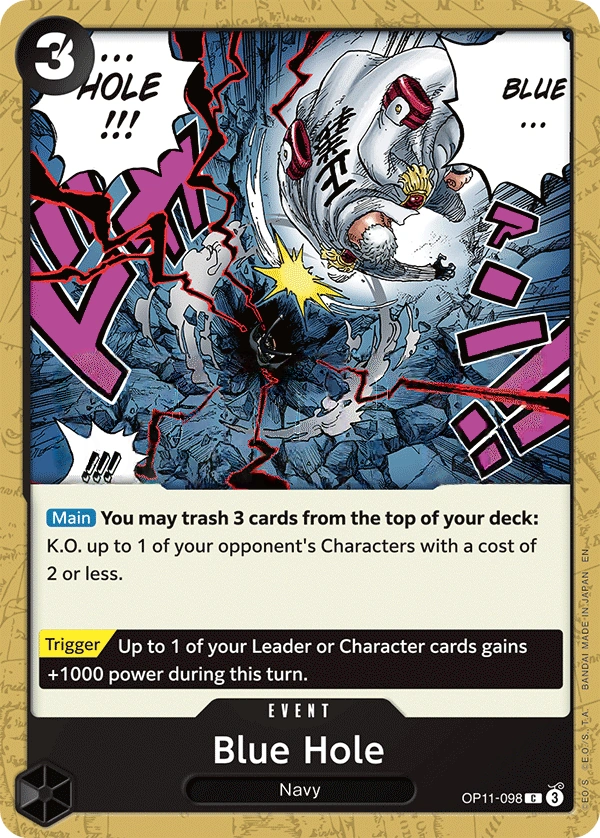 3
...
HOLE
!!!
BLUE
...
!!!
Main You may trash 3 cards from the top of your deck:
K.O. up to 1 of your opponent's Characters with a cost of
2 or less.
Trigger Up to 1 of your Leader or Character cards gains
+1000 power during this turn.
EVENT
Blue Hole
Navy
OP11-098 C 3
©E.O./S. ©E.O./S.,T.A. BANDAI MADE IN JAPAN EN